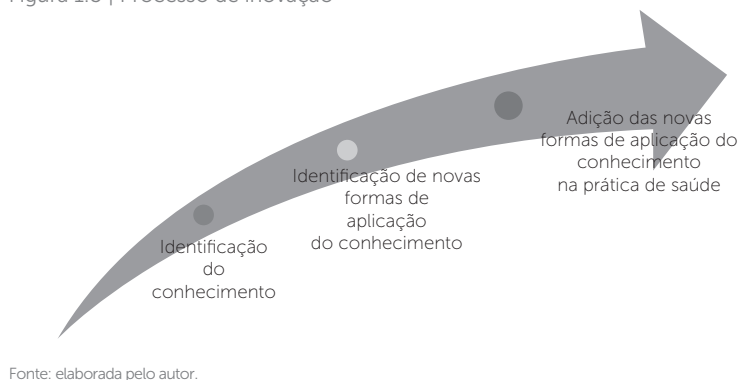 Figura 1.6 | Processo de inovação
Identificação
do
conhecimento
Identificação de novas
formas de
aplicação
do conhecimento
Adição das novas
formas de aplicação do
conhecimento
na prática de saúde
Fonte: elaborada pelo autor.